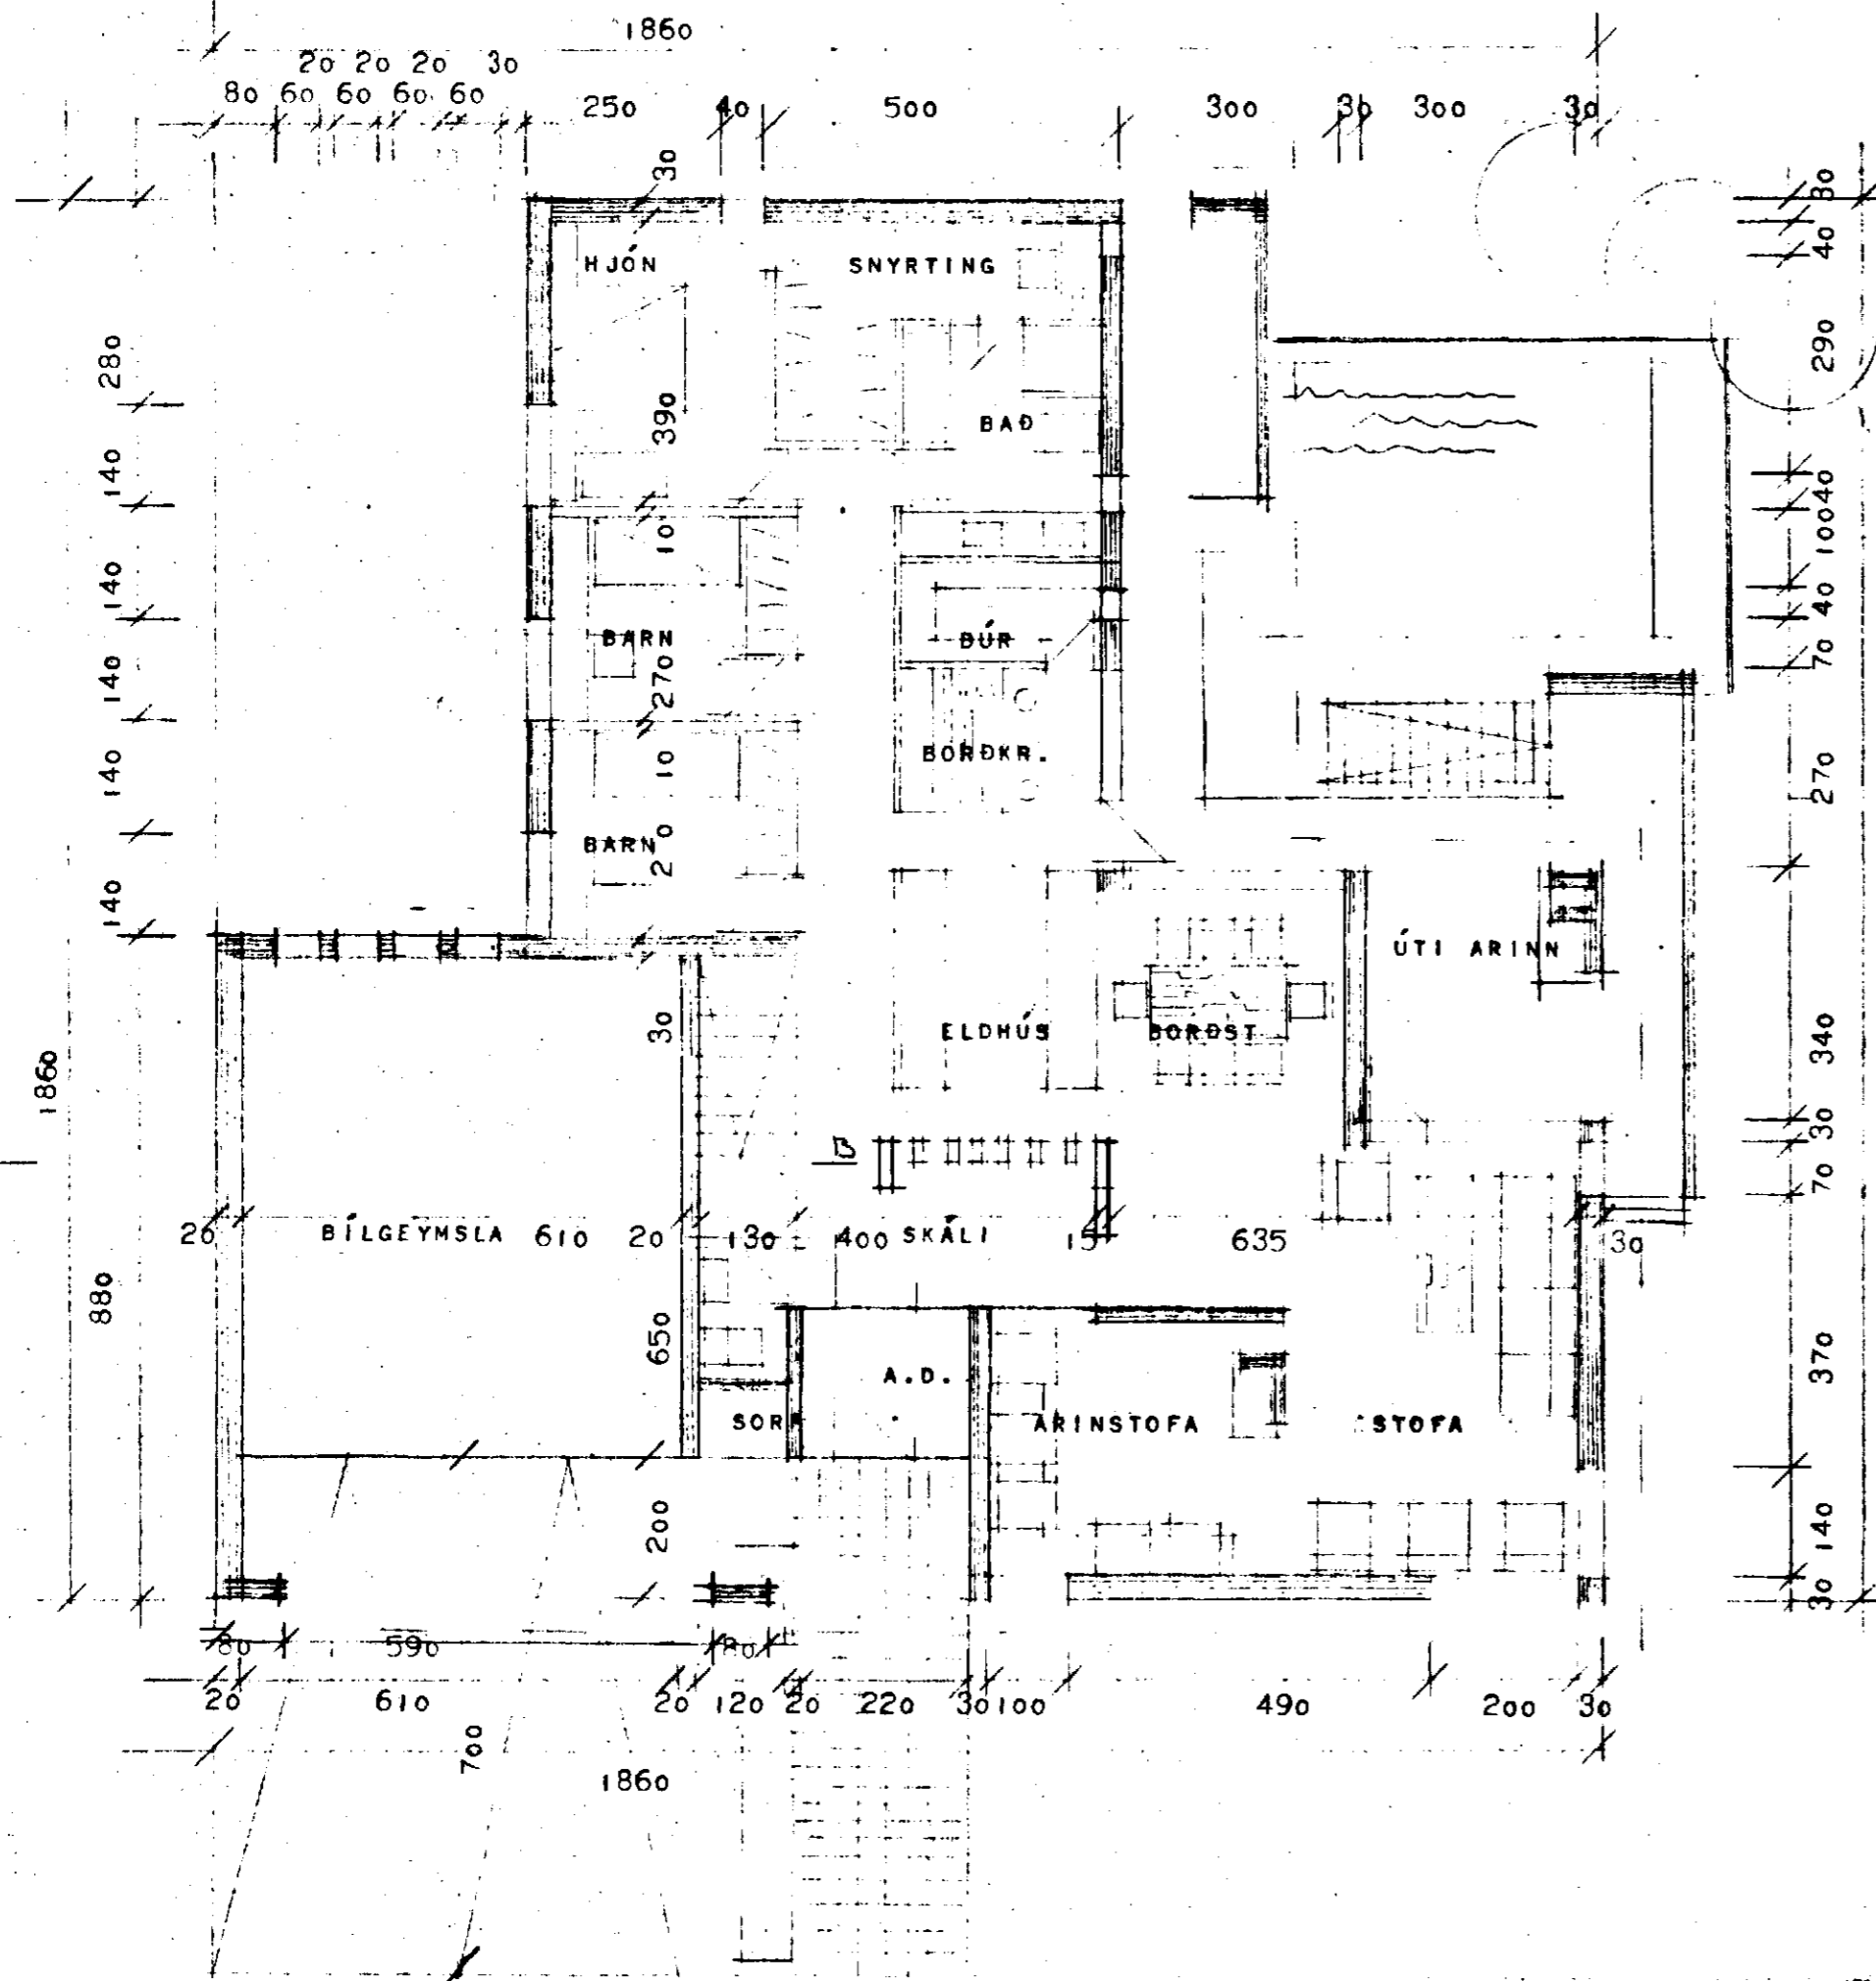 1860
20 20 20 30
80 60 60 60 60 250 40 500 300 30 300 30
30
30
HJÓN SNYRTING
40
290
280
390
BAÐ
140
40
10
100
140
40
BARN BÚR
270
70
140
BORÐKR.
10
140
270
BARN
140
ÚTI ARINN
30
ELDHÚS BORÐST
340
1860
30
B
70
20 BÍLGEYMSLA 610 20 130 400 SKÁLI 15 635 30
880
650
370
A.D.
SORP ARINSTOFA STOFA
200
140
30
80 590 80
20 610 20 120 20 220 30 100 490 200 30
700
1860